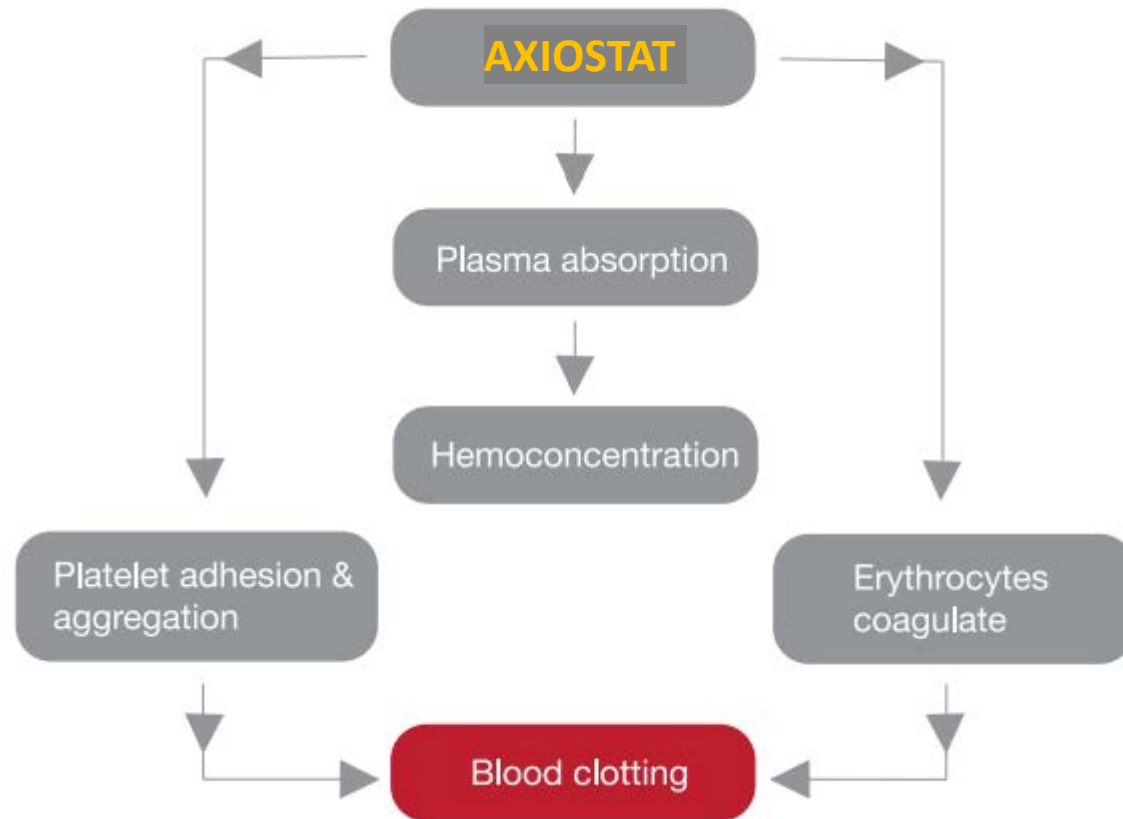 AXIOSTAT
Plasma absorption
Hemoconcentration
Platelet adhesion &
aggregation
Erythrocytes
coagulate
Blood clotting